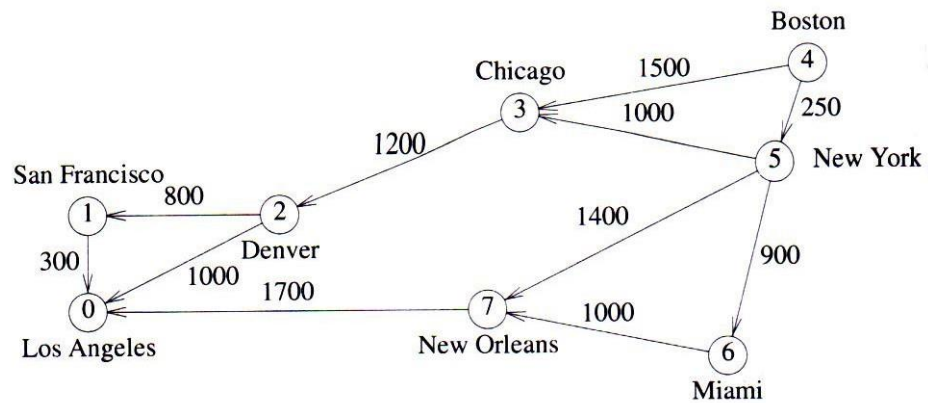 Boston
4
1500
Chicago
250
3
1000
1200
5
New York
San Francisco
800
1
2
1400
Denver
900
300
1000
1700
0
7
1000
Los Angeles
New Orleans
6
Miami